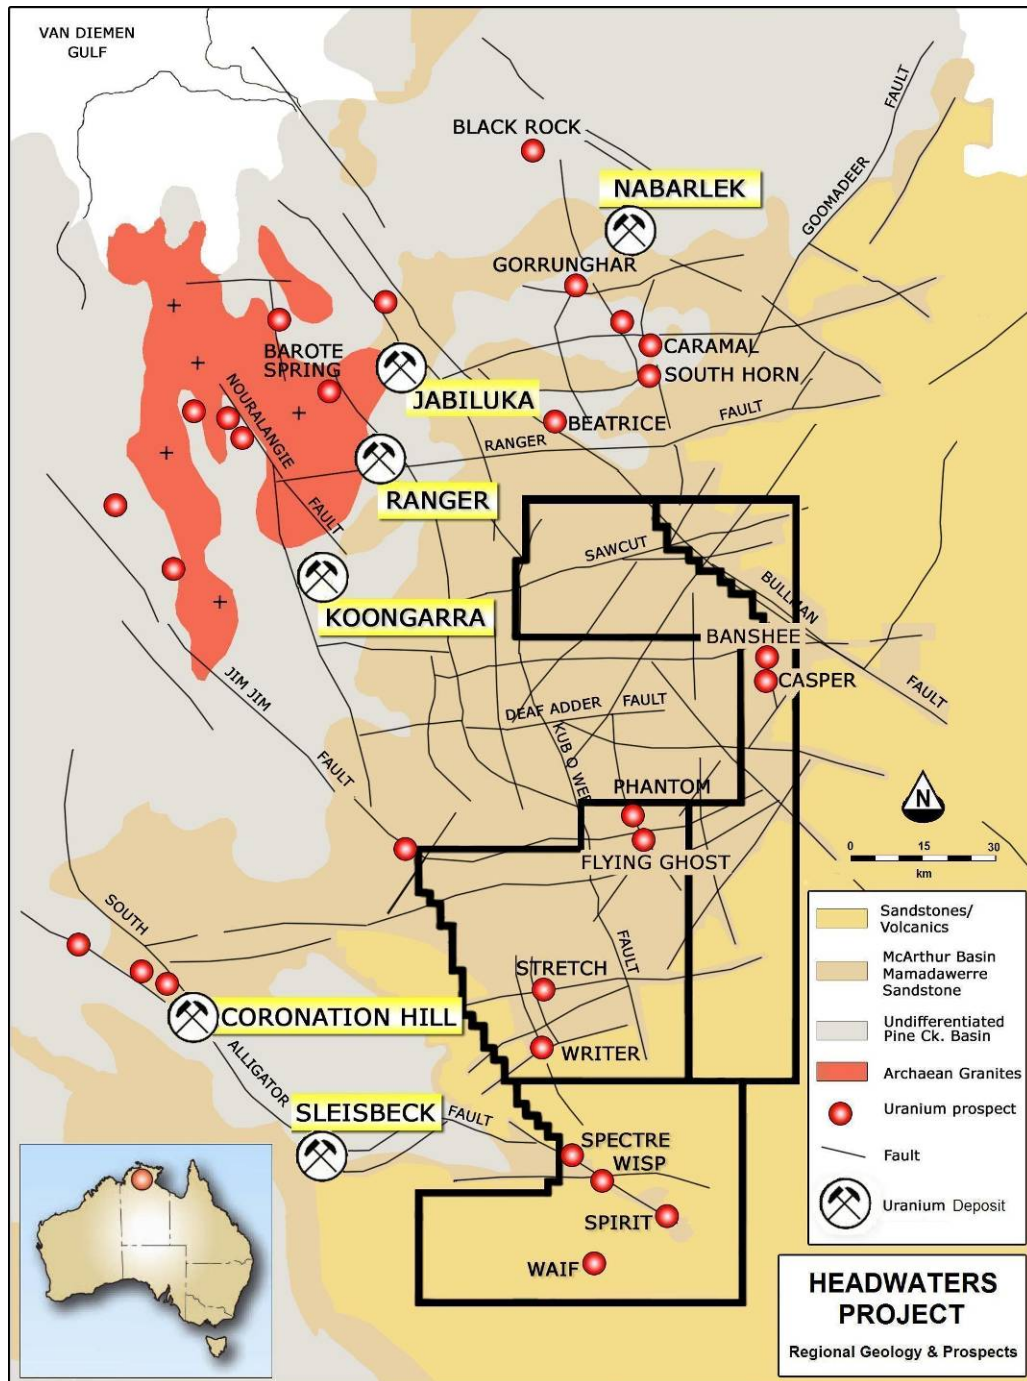 VAN DIEMEN
GULF
BLACK ROCK
FAULT
GOOMADEER
NABARLEK
GORRUNGHAR
CARAMAL
SOUTH HORN
BAROTE
SPRING
NOURALANGIE
FAULT
JABILUKA
BEATRICE
RANGER
FAULT
RANGER
KOONGARRA
SAWCUT
BULLMAN
FAULT
BANSHEE
CASPER
JIM JIM
FAULT
DEAF ADDER
FAULT
KUB O WER
FAULT
PHANTOM
FLYING GHOST
N
0 15 30
km
SOUTH
ALLIGATOR
FAULT
STRETCH
CORONATION HILL
WRITER
SLEISBECK
SPECTRE
WISP
SPIRIT
WAIF
Sandstones/
Volcanics
McArthur Basin
Mamadawerre
Sandstone
Undifferentiated
Pine Ck. Basin
Archaean Granites
Uranium prospect
Fault
Uranium Deposit
HEADWATERS
PROJECT
Regional Geology & Prospects